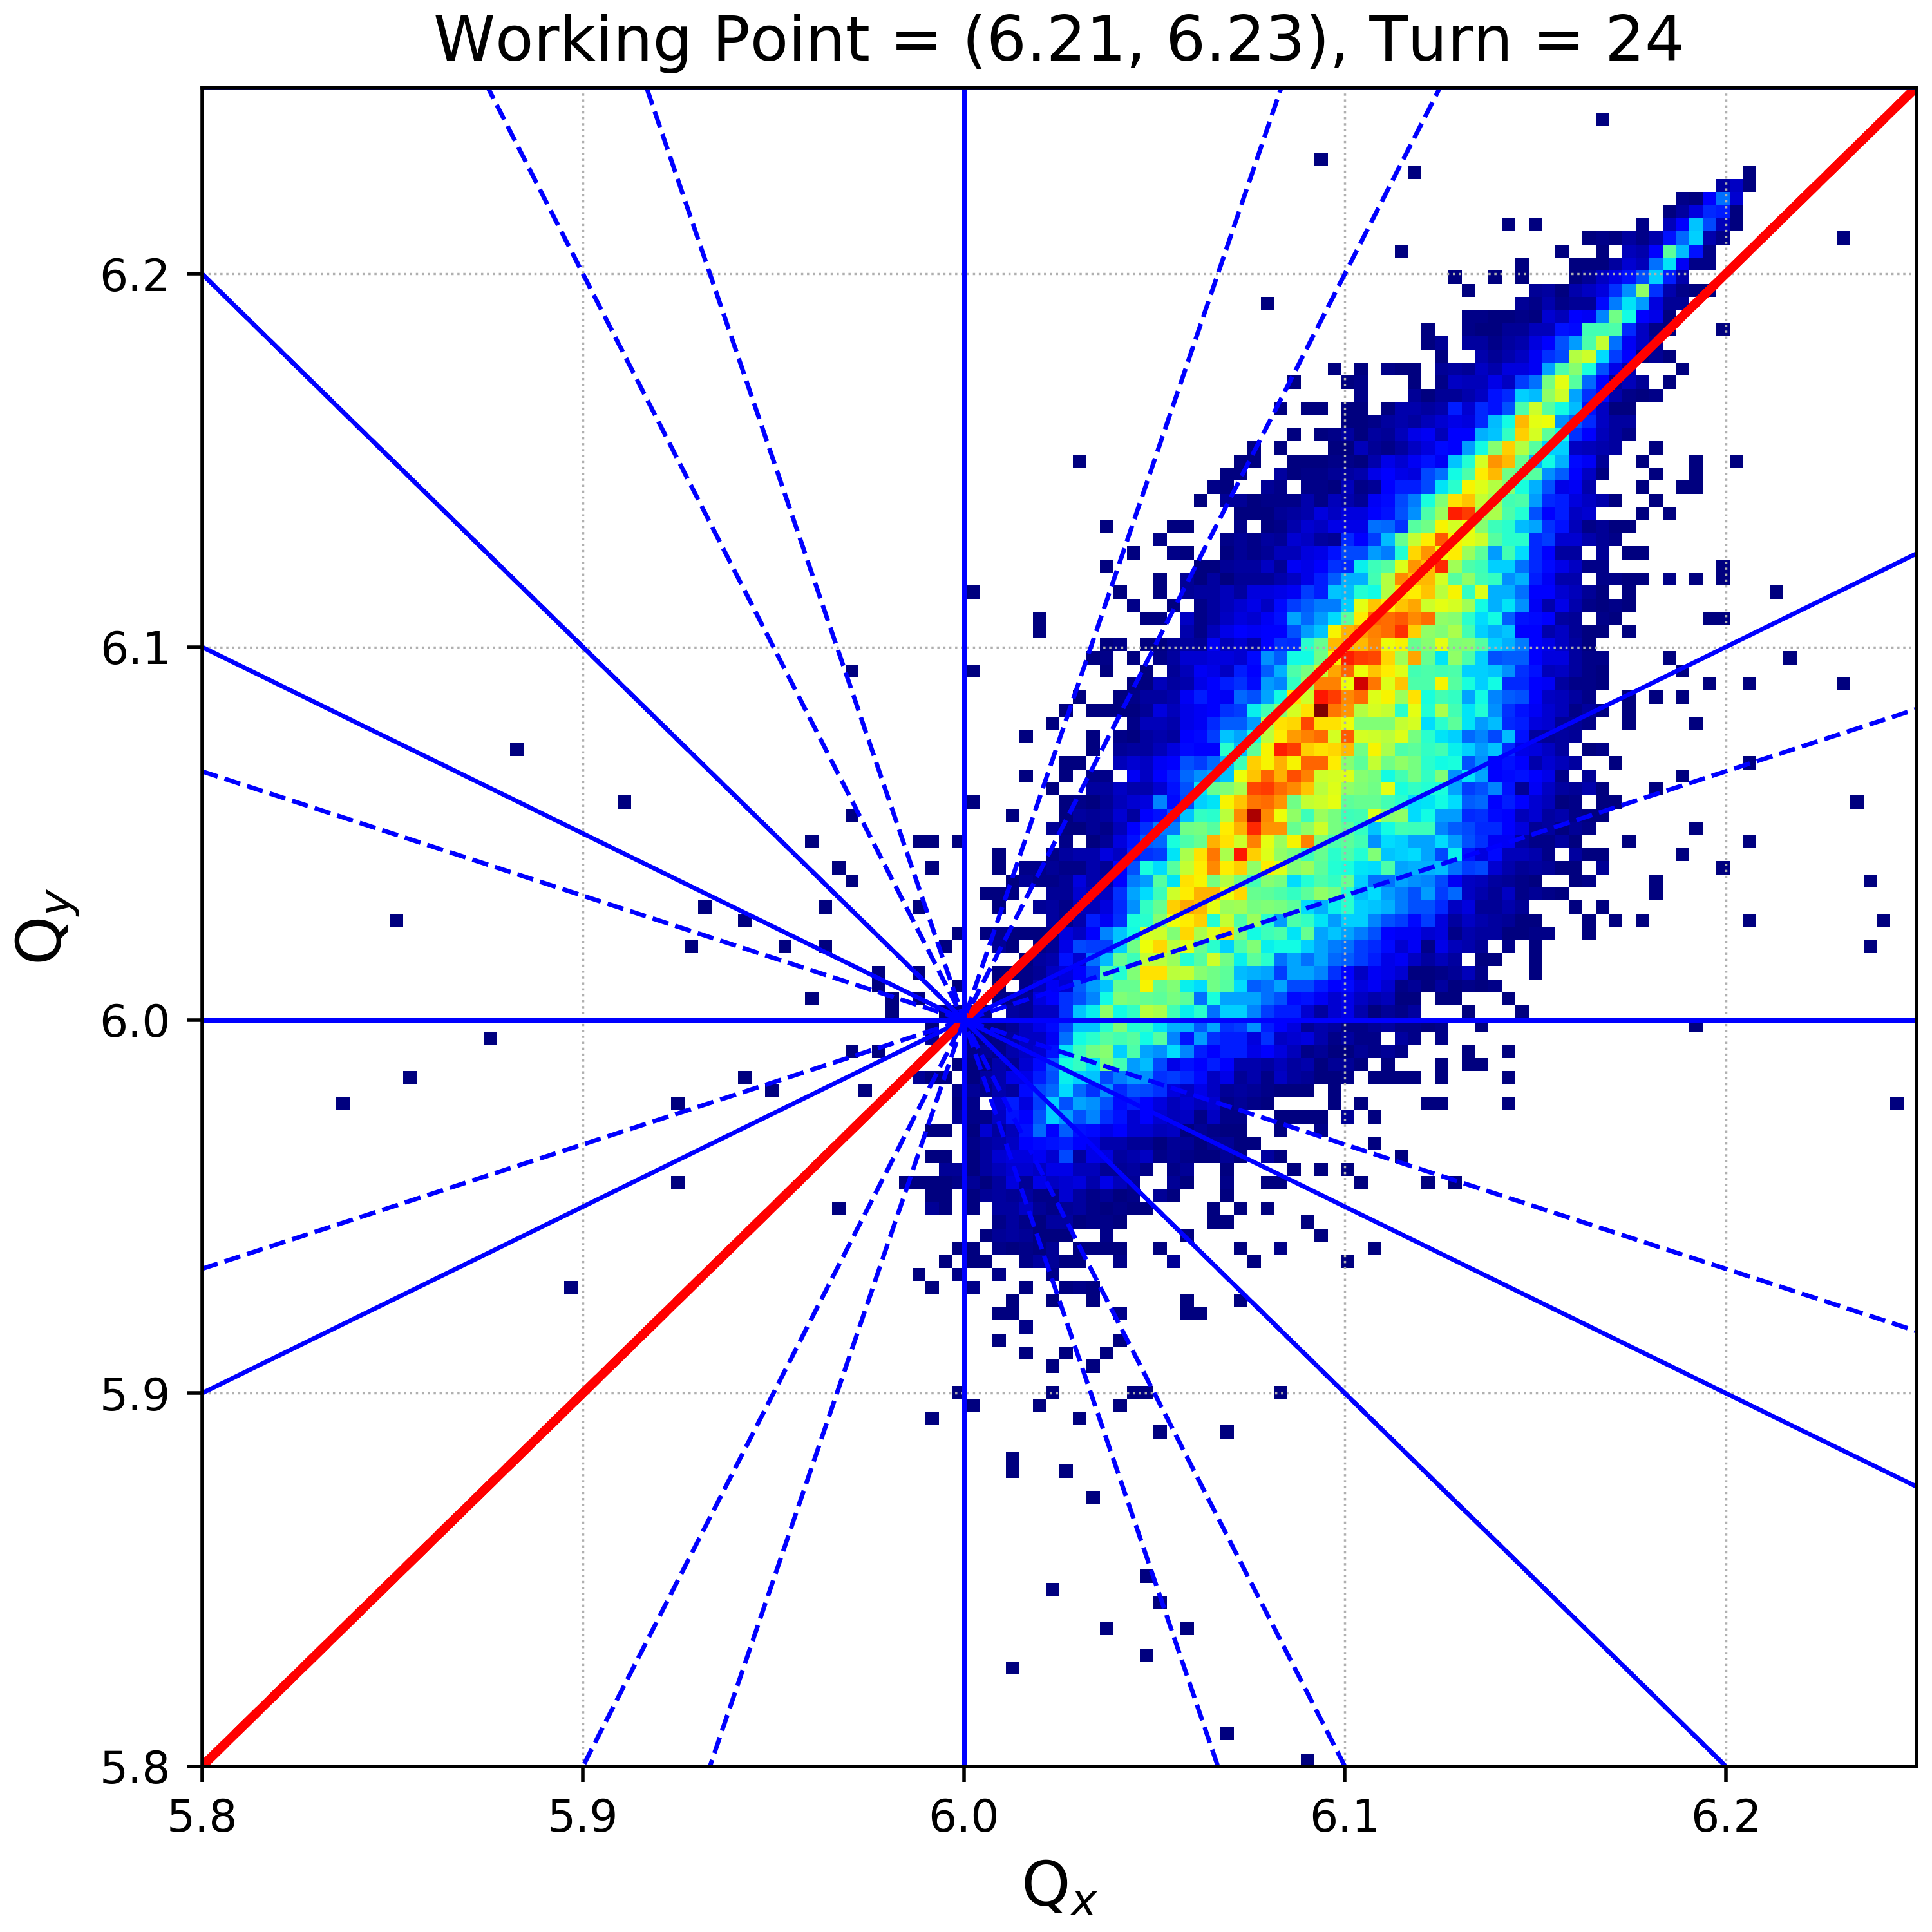 Working Point = (6.21, 6.23), Turn = 24
6.2
6.1
6.0
5.9
5.8
Qy
5.8 5.9 6.0 6.1 6.2
Qx